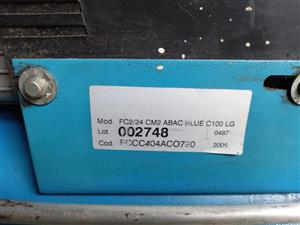 Mod. FC2/24 CM2 ABAC BLUE C100 LG
Lot. 002748 0487
Cod. FCCC404ACO720 2005